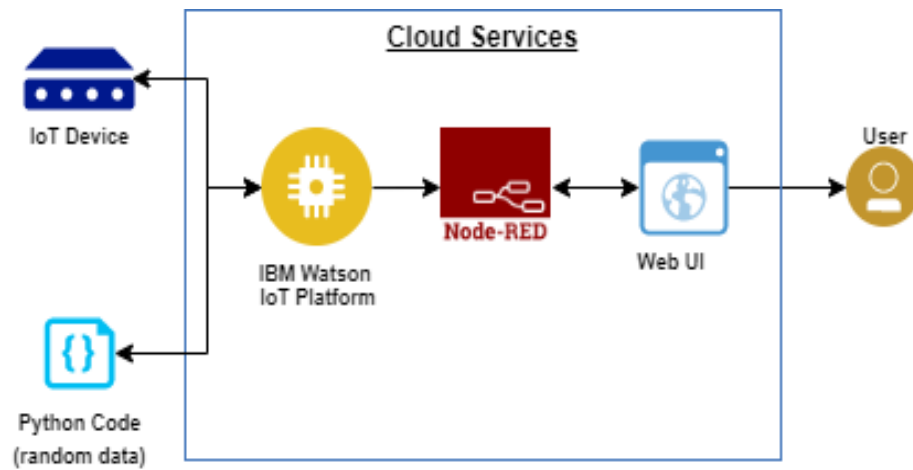 Cloud Services
IoT Device
User
Node-RED
IBM Watson
IoT Platform
Web UI
{}
Python Code
(random data)